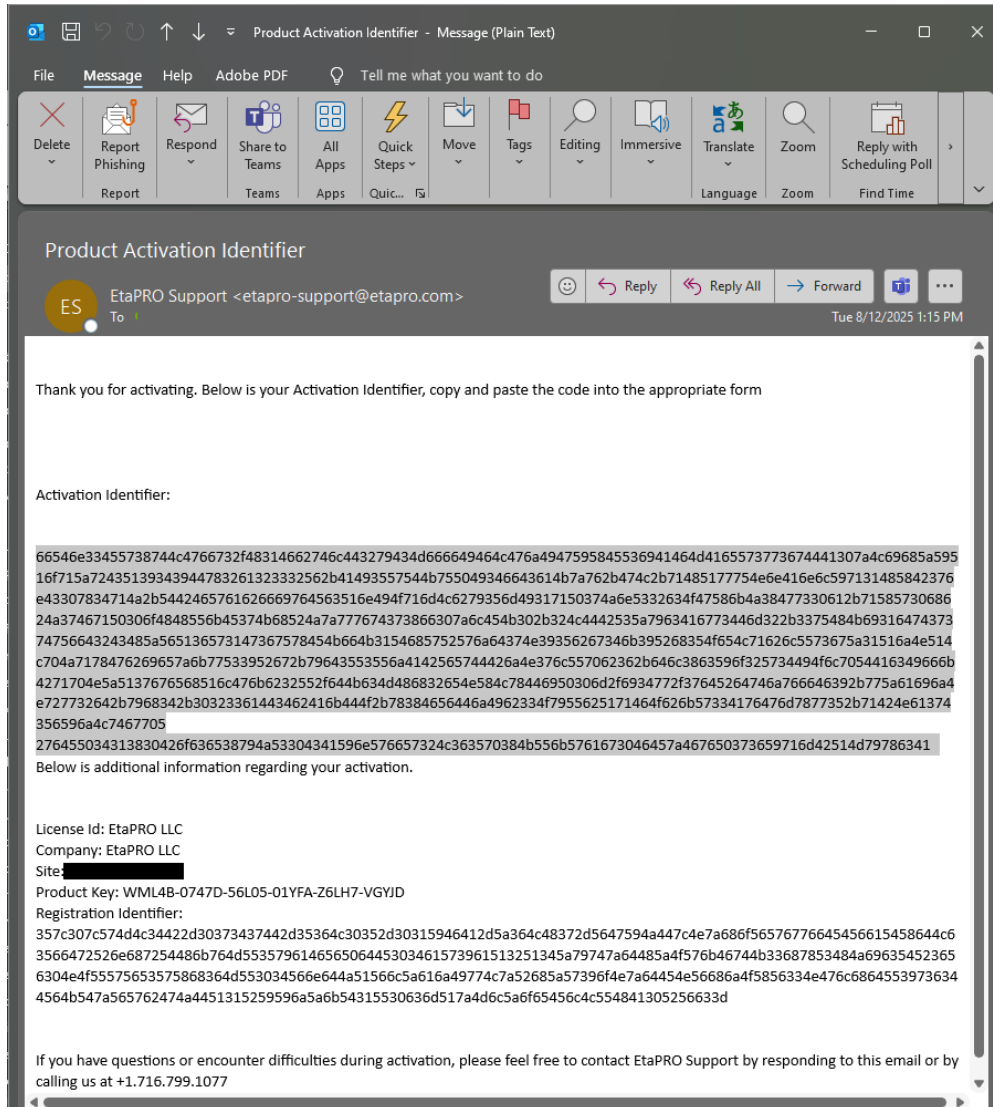 Product Activation Identifier - Message (Plain Text)
File Message Help Adobe PDF Tell me what you want to do
Delete
Report Phishing
Respond
Share to Teams
All Apps
Quick Steps
Move
Tags
Editing
Immersive
Translate
Zoom
Reply with Scheduling Poll
Report Teams Apps Quic... Language Zoom Find Time
Product Activation Identifier
ES
EtaPRO Support <etapro-support@etapro.com>
To
Reply Reply All Forward
Tue 8/12/2025 1:15 PM
Thank you for activating. Below is your Activation Identifier, copy and paste the code into the appropriate form
Activation Identifier:
66546e33455738744c4766732f48314662746c443279434d666649464c476a4947595845536941464d4165573773674441307a4c69685a595
16f715a724351393439447832613233332562b41493557544b755049346643614b7a762b474c2b71485177754e6e416e6c597131485842376
e43307834714a2b5442465761626669764563516e494f716d4c6279356d49317150374a6e5332634f47586b4a38477330612b71585730686
24a37467150306f4848556b45374b68524a7a777674373866307a6c454b302b324c4442535a7963416773446d322b3375484b69316474373
74756643243485a565136573147367578454b664b3154685752576a64374e39356267346b395268354f654c71626c5573675a31516a4e514
c704a7178476269657a6b77533952672b79643553556a4142565744426a4e376c557062362b646c3863596f325734494f6c7054416349666b
4271704e5a5137676568516c476b6232552f644b634d486832654e584c78446950306d2f6934772f37645264746a766646392b775a61696a4
e727732642b7968342b30323361443462416b444f2b78384656446a4962334f7955625171464f626b57334176476d7877352b71424e61374
356596a4c7467705
276455034313830426f636538794a53304341596e576657324c363570384b556b5761673046457a467650373659716d42514d79786341
Below is additional information regarding your activation.
License Id: EtaPRO LLC
Company: EtaPRO LLC
Site:
Product Key: WML4B-0747D-56L05-01YFA-Z6LH7-VGYJD
Registration Identifier:
357c307c574d4c34422d30373437442d35364c30352d30315946412d5a364c48372d5647594a447c4e7a686f565767766454566154586​44c6
3566472526e687254486b764d553579614656506445303461573961513251345a79747a64485a4f576b46744b33687853484a696354523​65
6304e4f55575653575868364d553034566e644a51566c5a616a49774c7a52685a57396f4e7a64454e56686a4f5856334e476c68645539736​34
4564b547a565762474a4451315259596a5a6b54315530636d517a4d6c5a6f65456c4c554841305256633d
If you have questions or encounter difficulties during activation, please feel free to contact EtaPRO Support by responding to this email or by
calling us at +1.716.799.1077